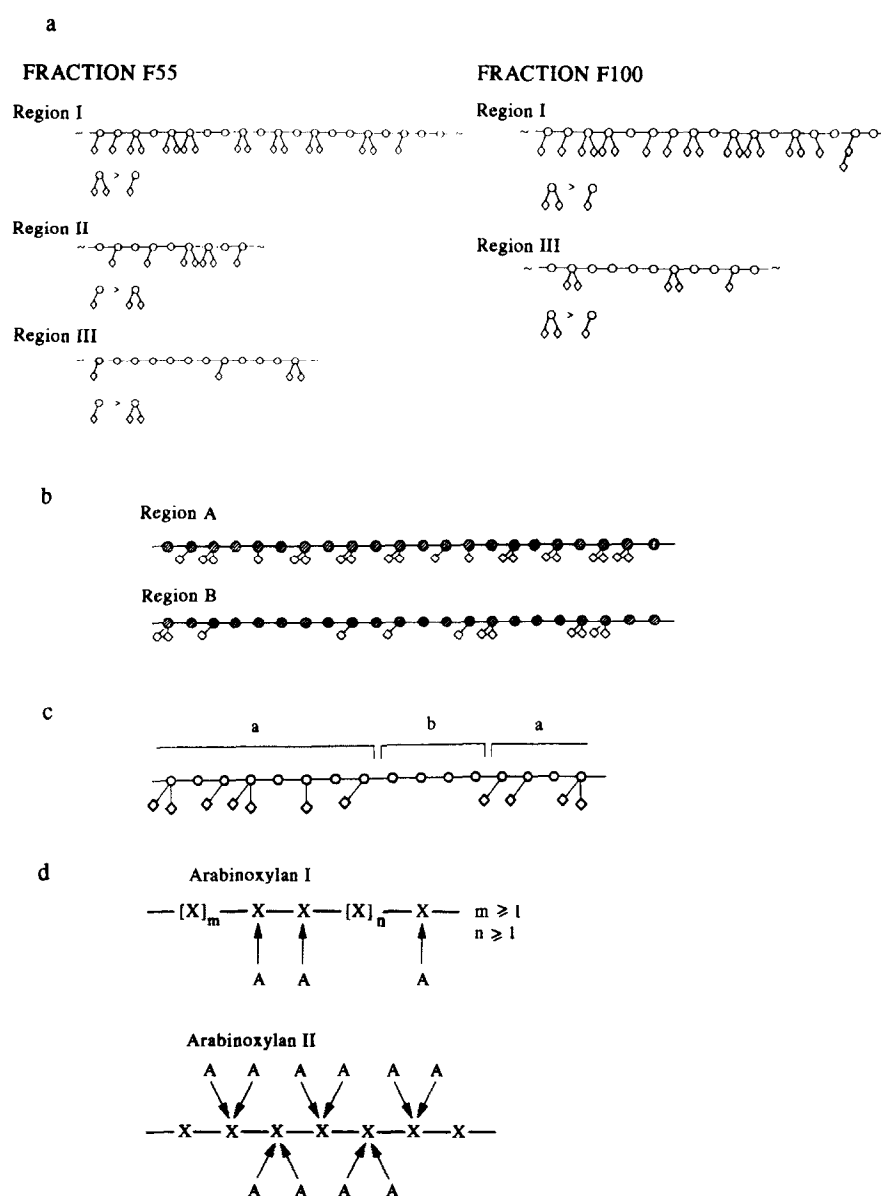 a
FRACTION F55
Region I
>
Region II
>
Region III
>
FRACTION F100
Region I
>
Region III
>
b
Region A
Region B
c
a b a
d
Arabinoxylan I
—[X]m—X—X—[X]n—X— m ⩾ 1
n ⩾ 1
A A A
Arabinoxylan II
A A A A A A
—X—X—X—X—X—X—X—
A A A A